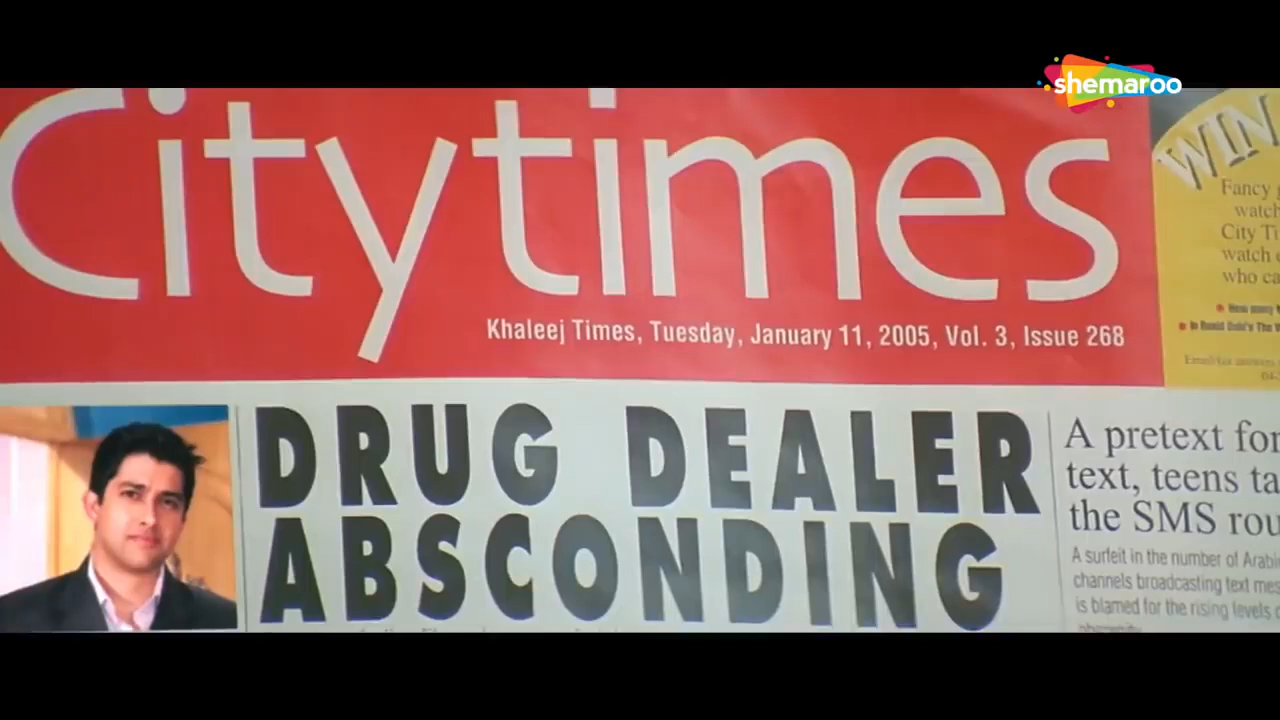 shemaroo
Citytimes
Khaleej Times, Tuesday, January 11, 2005, Vol. 3, Issue 268
WIN
Fancy
watch
City Ti
watch
who ca
DRUG DEALER
ABSCONDING
A pretext for
text, teens ta
the SMS rou
A surfeit in the number of Arabi
channels broadcasting text mes
is blamed for the rising levels